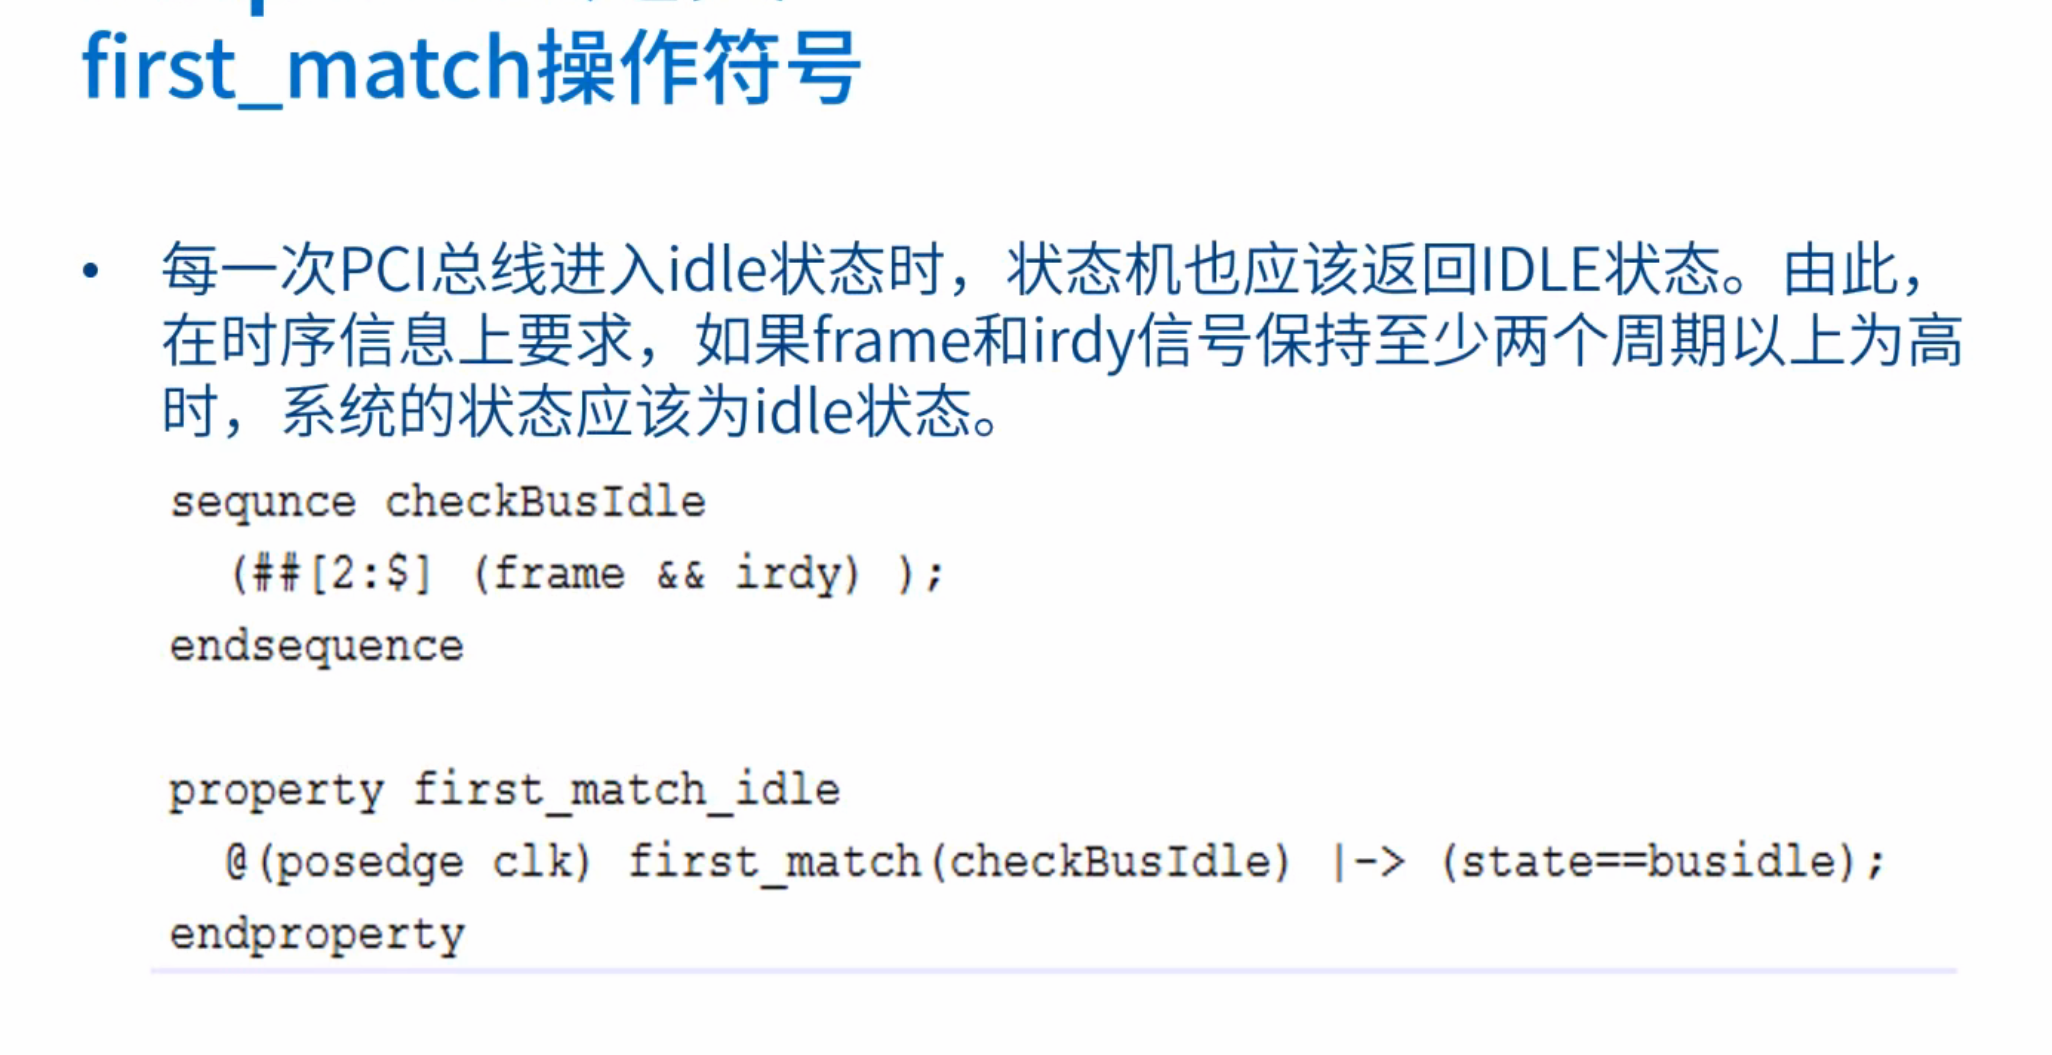 first_match操作符号
• 每一次PCI总线进入idle状态时，状态机也应该返回IDLE状态。由此，
在时序信息上要求，如果frame和irdy信号保持至少两个周期以上为高
时，系统的状态应该为idle状态。
sequnce checkBusIdle
(##[2:$] (frame && irdy) );
endsequence
property first_match_idle
@(posedge clk) first_match(checkBusIdle) |-> (state==busidle);
endproperty